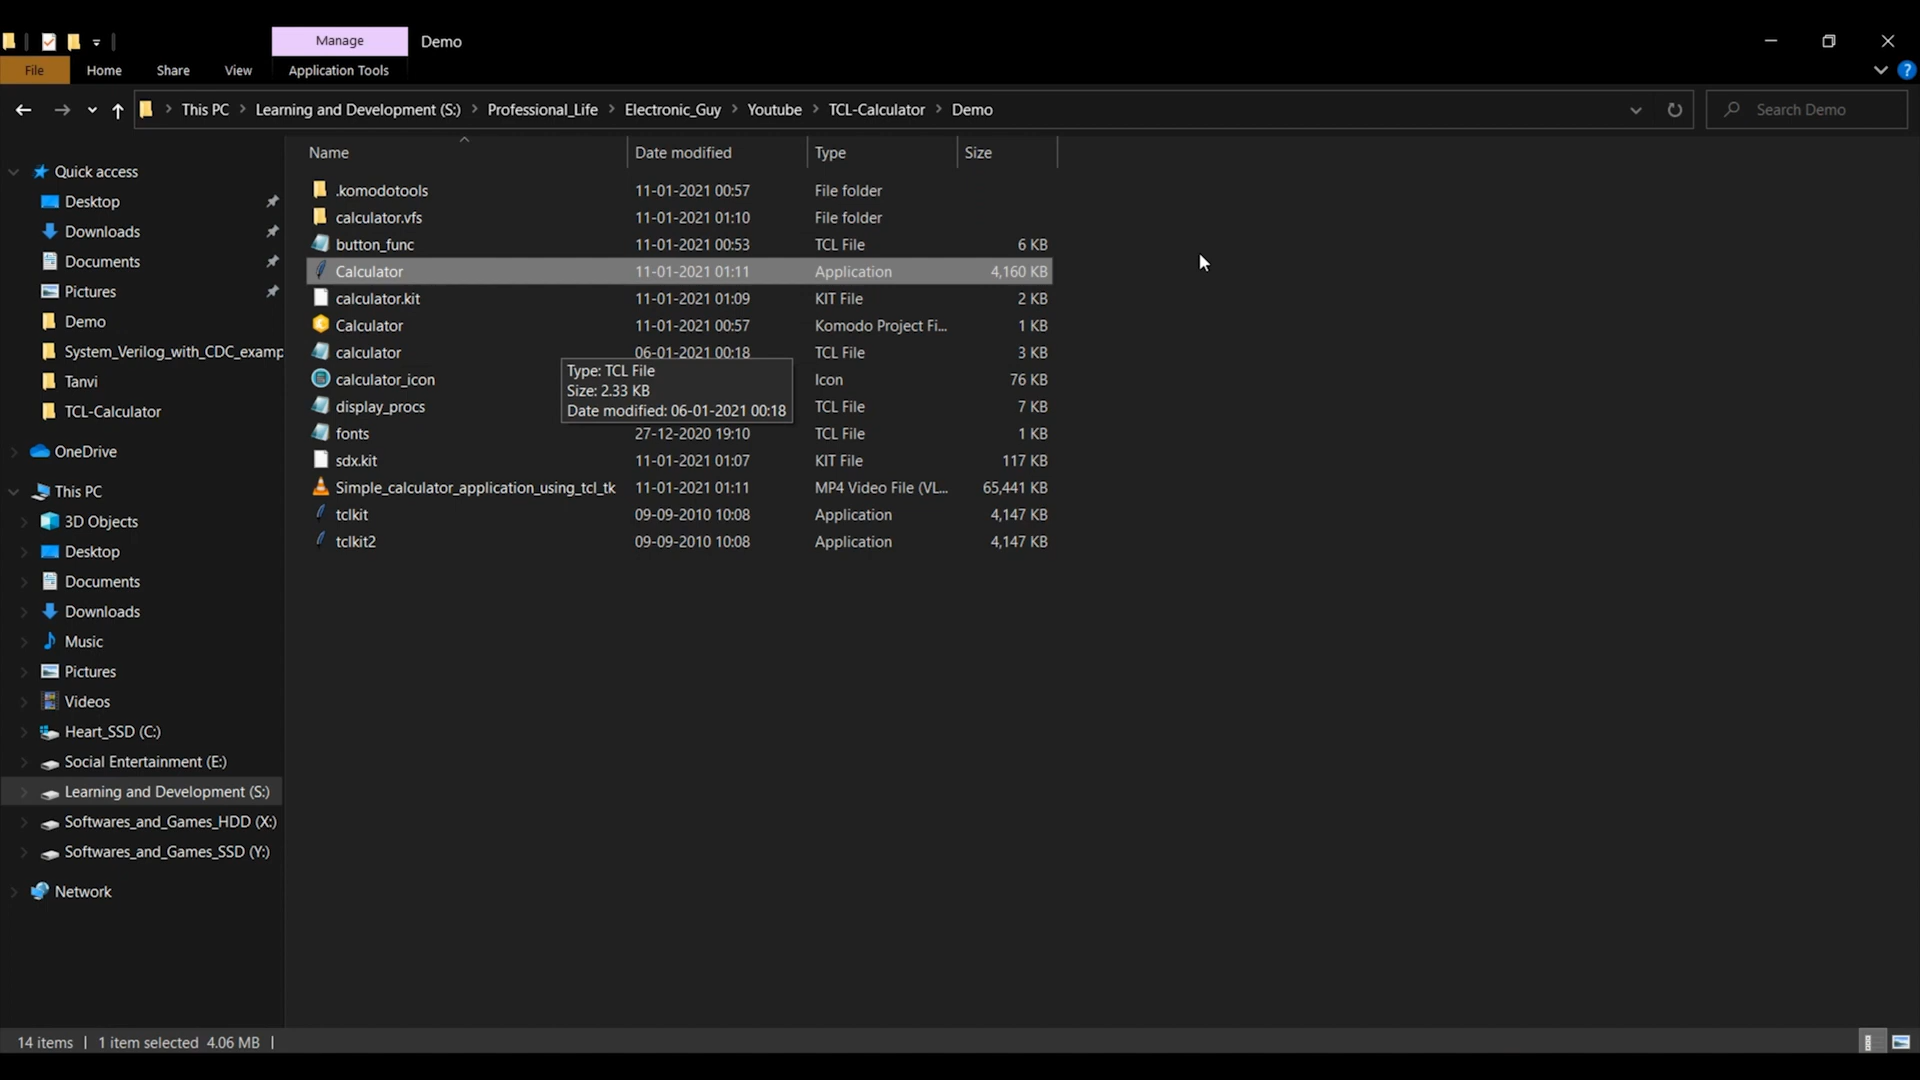 Manage
Demo
File
Home
Share
View
Application Tools
?
This PC
Learning and Development (S:)
Professional_Life
Electronic_Guy
Youtube
TCL-Calculator
Demo
Search Demo
Name
Date modified
Type
Size
Quick access
Desktop
Downloads
Documents
Pictures
Demo
System_Verilog_with_CDC_examp
Tanvi
TCL-Calculator
OneDrive
This PC
3D Objects
Desktop
Documents
Downloads
Music
Pictures
Videos
Heart_SSD (C:)
Social Entertainment (E:)
Learning and Development (S:)
Softwares_and_Games_HDD (X:)
Softwares_and_Games_SSD (Y:)
Network
.komodotools 11-01-2021 00:57 File folder
calculator.vfs 11-01-2021 01:10 File folder
button_func 11-01-2021 00:53 TCL File 6 KB
Calculator 11-01-2021 01:11 Application 4,160 KB
calculator.kit 11-01-2021 01:09 KIT File 2 KB
Calculator 11-01-2021 00:57 Komodo Project Fi... 1 KB
calculator 06-01-2021 00:18 TCL File 3 KB
calculator_icon Icon 76 KB
display_procs TCL File 7 KB
fonts 27-12-2020 19:10 TCL File 1 KB
sdx.kit 11-01-2021 01:07 KIT File 117 KB
Simple_calculator_application_using_tcl_tk 11-01-2021 01:11 MP4 Video File (VL... 65,441 KB
tclkit 09-09-2010 10:08 Application 4,147 KB
tclkit2 09-09-2010 10:08 Application 4,147 KB
Type: TCL File
Size: 2.33 KB
Date modified: 06-01-2021 00:18
14 items
1 item selected 4.06 MB